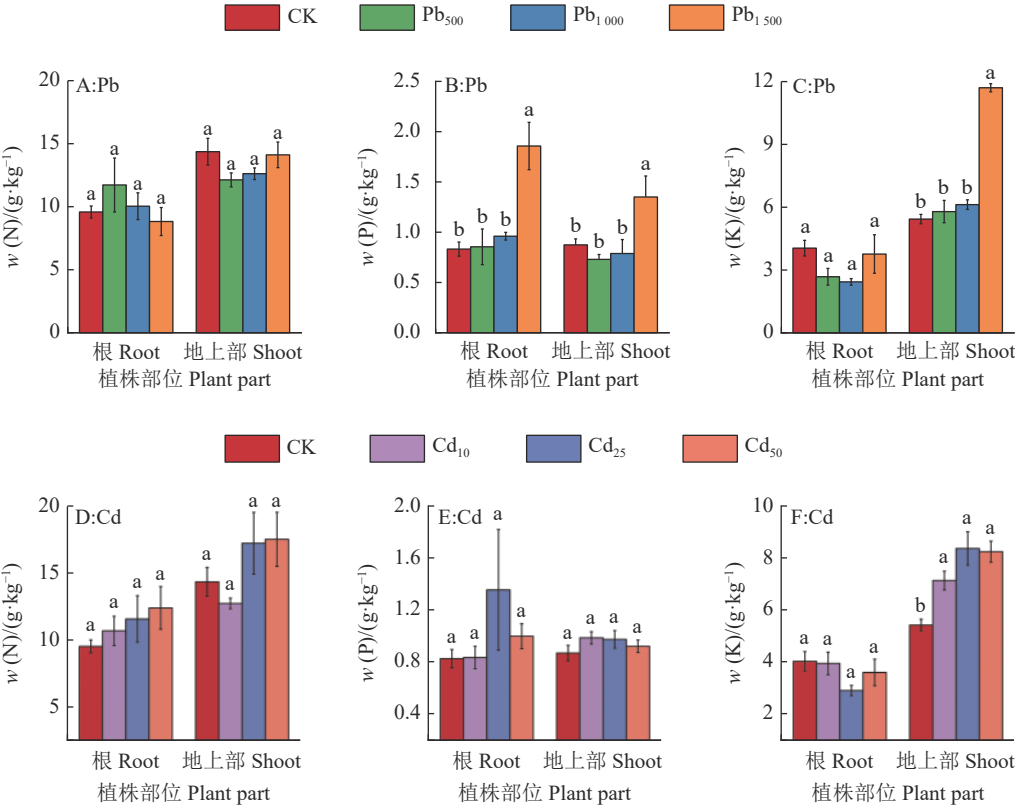 CK Pb₅₀₀ Pb₁ ₀₀₀ Pb₁ ₅₀₀
A:Pb
w (N)/(g·kg⁻¹)
20
15
10
5
0
a a a a a a a a
根 Root 地上部 Shoot
植株部位 Plant part
B:Pb
w (P)/(g·kg⁻¹)
2.5
2.0
1.5
1.0
0.5
0.0
b b b a b b b a
根 Root 地上部 Shoot
植株部位 Plant part
C:Pb
w (K)/(g·kg⁻¹)
12
9
6
3
0
a a a a b b b a
根 Root 地上部 Shoot
植株部位 Plant part
CK Cd₁₀ Cd₂₅ Cd₅₀
D:Cd
w (N)/(g·kg⁻¹)
20
15
10
5
a a a a a a a a
根 Root 地上部 Shoot
植株部位 Plant part
E:Cd
w (P)/(g·kg⁻¹)
2.0
1.6
1.2
0.8
0.4
a a a a a a a a
根 Root 地上部 Shoot
植株部位 Plant part
F:Cd
w (K)/(g·kg⁻¹)
10
8
6
4
2
a a a a b a a a
根 Root 地上部 Shoot
植株部位 Plant part